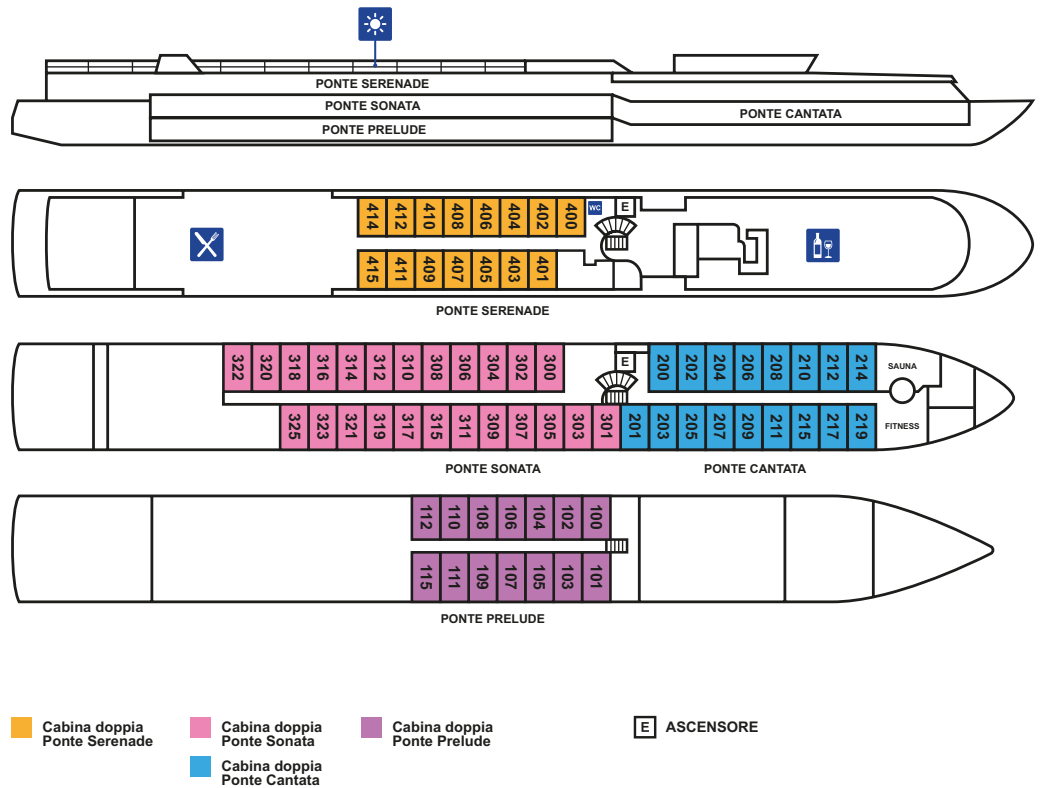 PONTE SERENADE
PONTE SONATA
PONTE CANTATA
PONTE PRELUDE
414 412 410 408 406 404 402 400 WC E
415 411 409 407 405 403 401
PONTE SERENADE
322 320 318 316 314 312 310 308 306 304 302 300 E 200 202 204 206 208 210 212 214 SAUNA
325 323 321 319 317 315 311 309 307 305 303 301 201 203 205 207 209 211 215 217 219 FITNESS
PONTE SONATA PONTE CANTATA
112 110 108 106 104 102 100
115 111 109 107 105 103 101
PONTE PRELUDE
Cabina doppia
Ponte Serenade
Cabina doppia
Ponte Sonata
Cabina doppia
Ponte Prelude
E ASCENSORE
Cabina doppia
Ponte Cantata